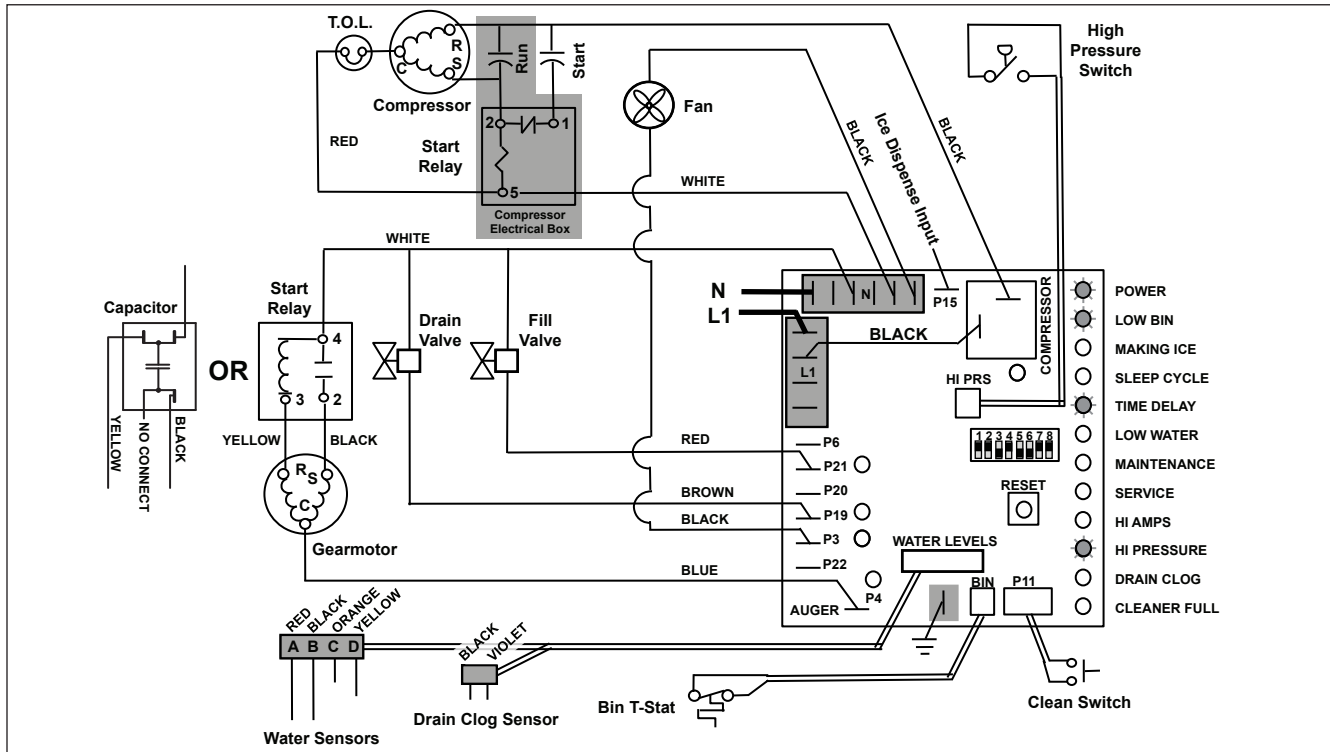 T.O.L.
R
S
C
Compressor
Run
Start
2
1
5
Start
Relay
Compressor
Electrical Box
RED
WHITE
Fan
BLACK
Ice Dispense Input
BLACK
High
Pressure
Switch
WHITE
Capacitor
YELLOW
NO CONNECT
BLACK
OR
Start
Relay
4
3
2
YELLOW
BLACK
R
S
C
Gearmotor
Drain
Valve
Fill
Valve
N
L1
N
P15
BLACK
L1
COMPRESSOR
HI PRS
1 2 3 4 5 6 7 8
RESET
RED
BROWN
BLACK
BLUE
P6
P21
P20
P19
P3
P22
P4
AUGER
WATER LEVELS
BIN
P11
POWER
LOW BIN
MAKING ICE
SLEEP CYCLE
TIME DELAY
LOW WATER
MAINTENANCE
SERVICE
HI AMPS
HI PRESSURE
DRAIN CLOG
CLEANER FULL
RED
BLACK
ORANGE
YELLOW
A B C D
Water Sensors
BLACK
VIOLET
Drain Clog Sensor
Bin T-Stat
Clean Switch